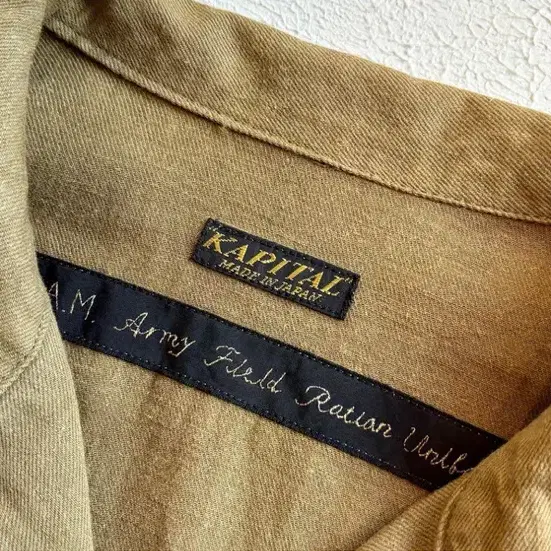 "KAPITAL"
MADE IN JAPAN
A.M Army Field Ration